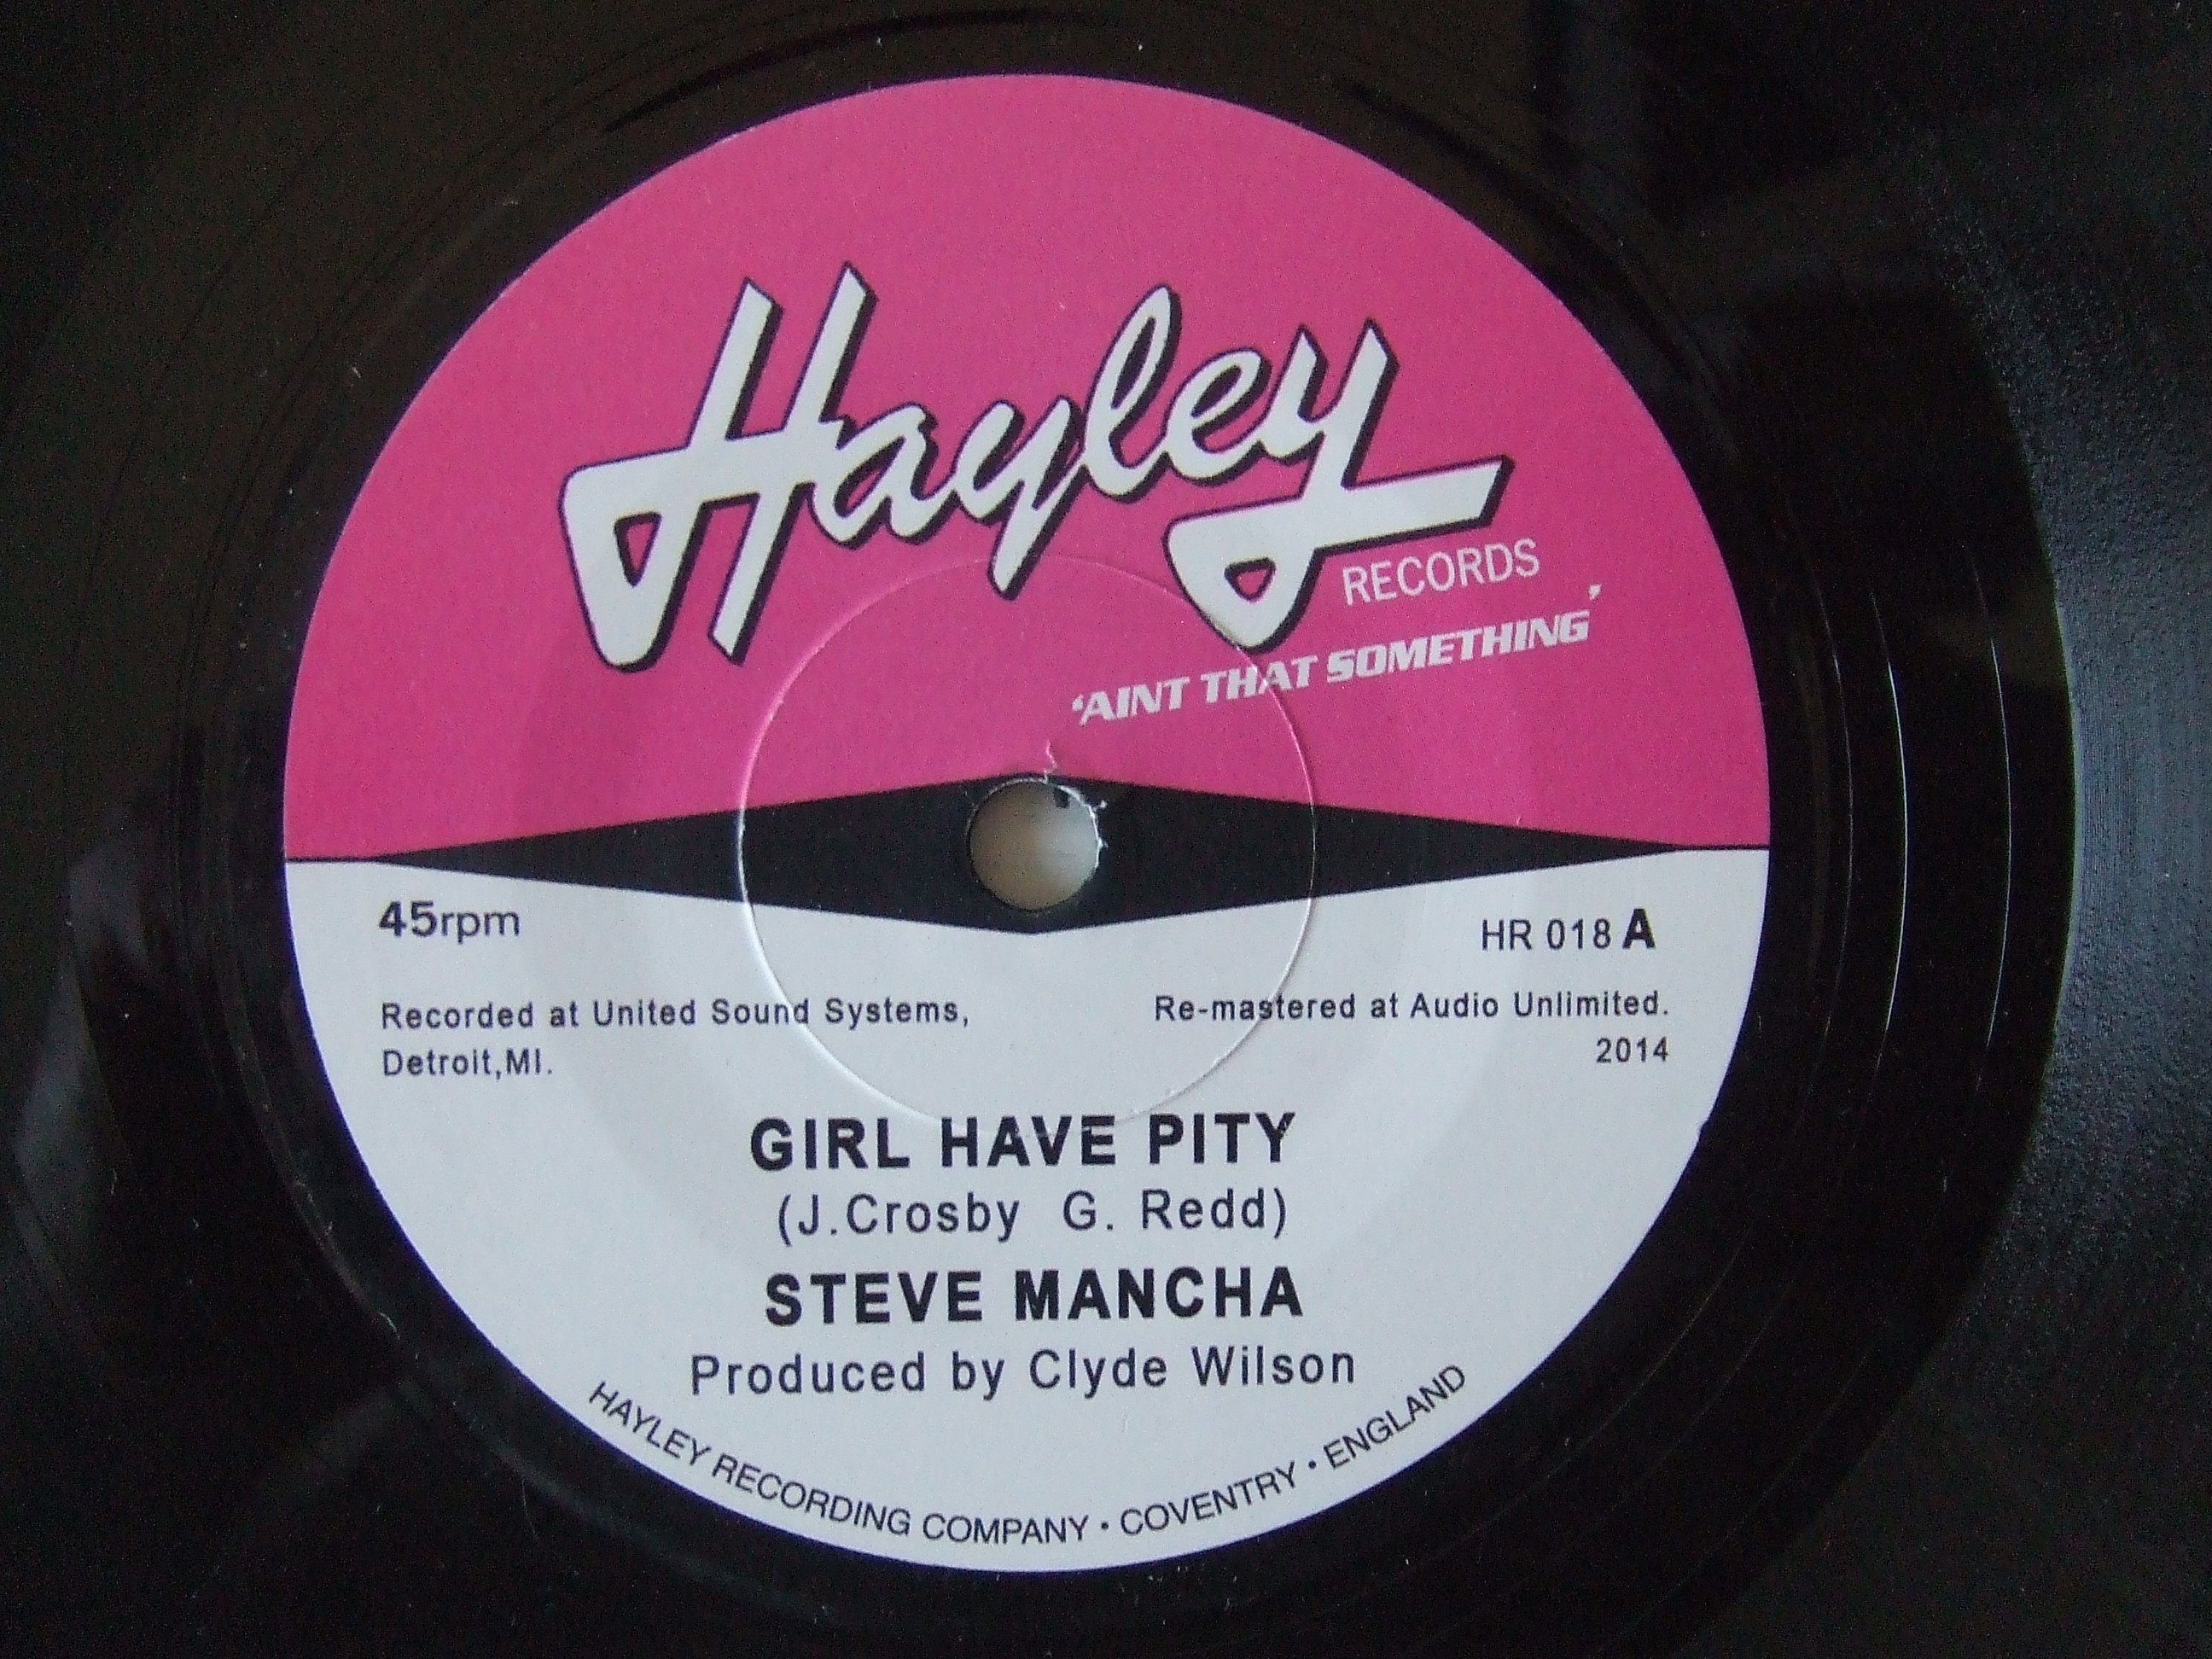 Hayley
RECORDS
‘AINT THAT SOMETHING’
45rpm
HR 018 A
Recorded at United Sound Systems,
Detroit,MI.
Re-mastered at Audio Unlimited.
2014
GIRL HAVE PITY
(J.Crosby  G. Redd)
STEVE MANCHA
Produced by Clyde Wilson
HAYLEY RECORDING COMPANY • COVENTRY • ENGLAND